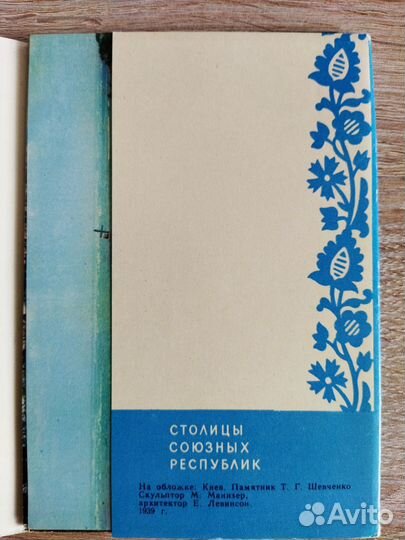 СТОЛИЦЫ
СОЮЗНЫХ
РЕСПУБЛИК
На обложке: Киев. Памятник Т. Г. Шевченко
Скульптор М. Манизер,
архитектор Е. Левинсон.
1939 г.
Avito